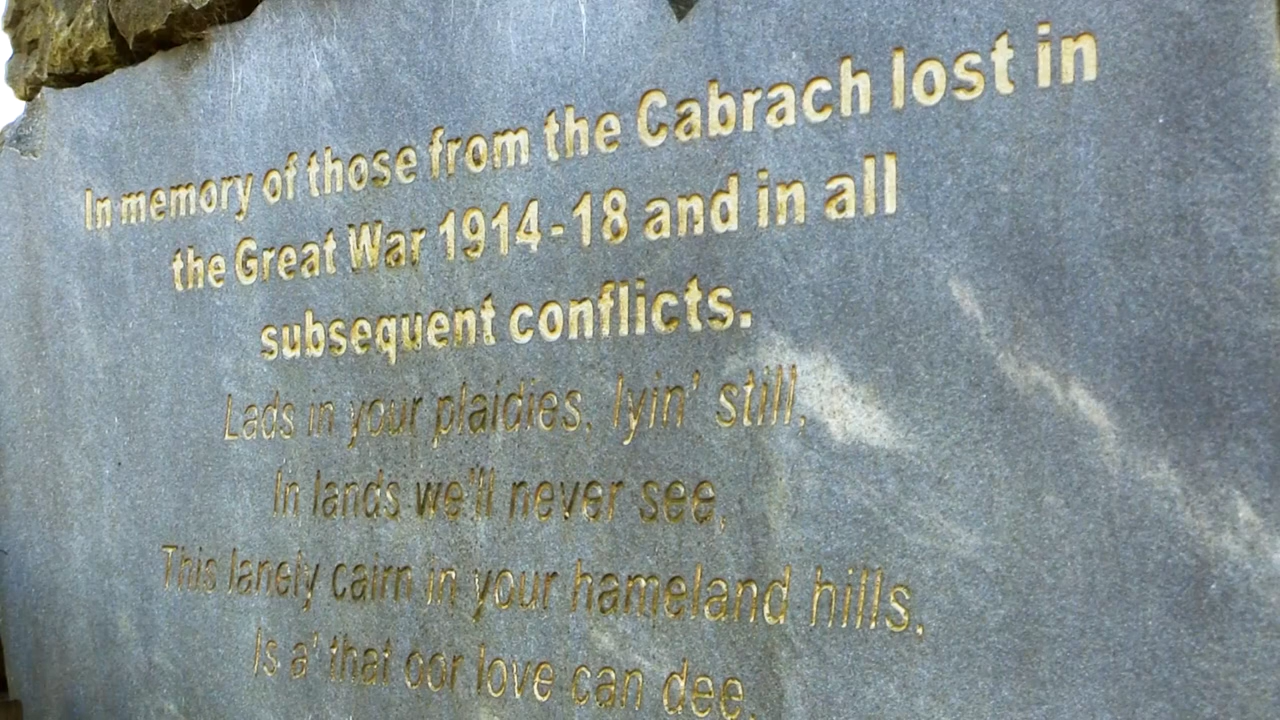 In memory of those from the Cabrach lost in
the Great War 1914-18 and in all
subsequent conflicts.
Lads in your plaidies, lyin' still,
In lands we'll never see,
This lanely cairn in your hameland hills,
Is a' that oor love can dee.